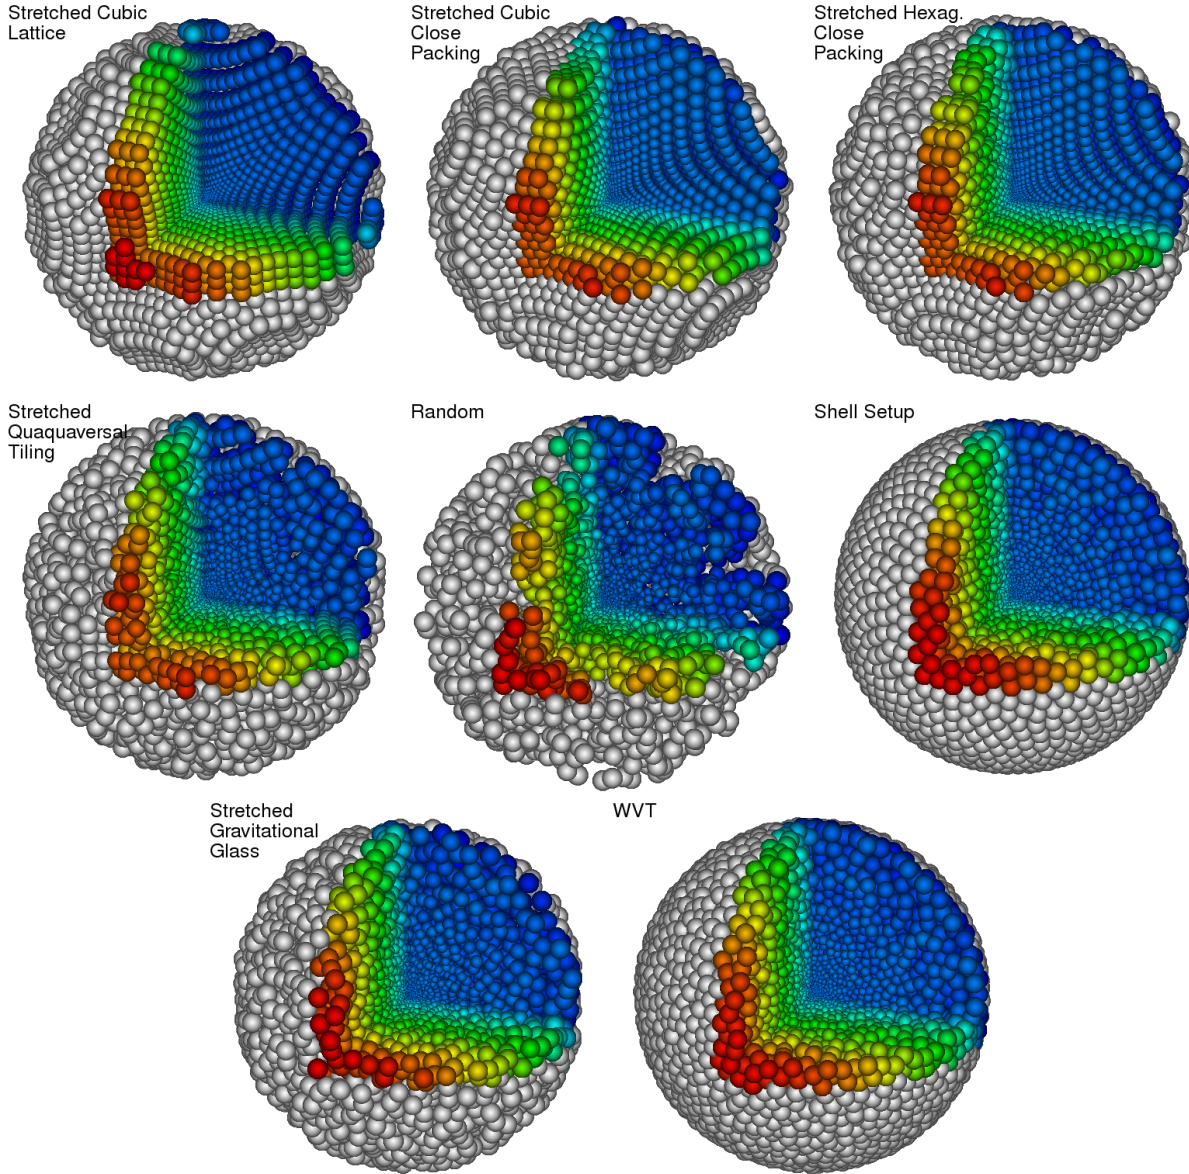 Stretched Cubic
Lattice
Stretched Cubic
Close
Packing
Stretched Hexag.
Close
Packing
Stretched
Quaquaversal
Tiling
Random
Shell Setup
Stretched
Gravitational
Glass
WVT